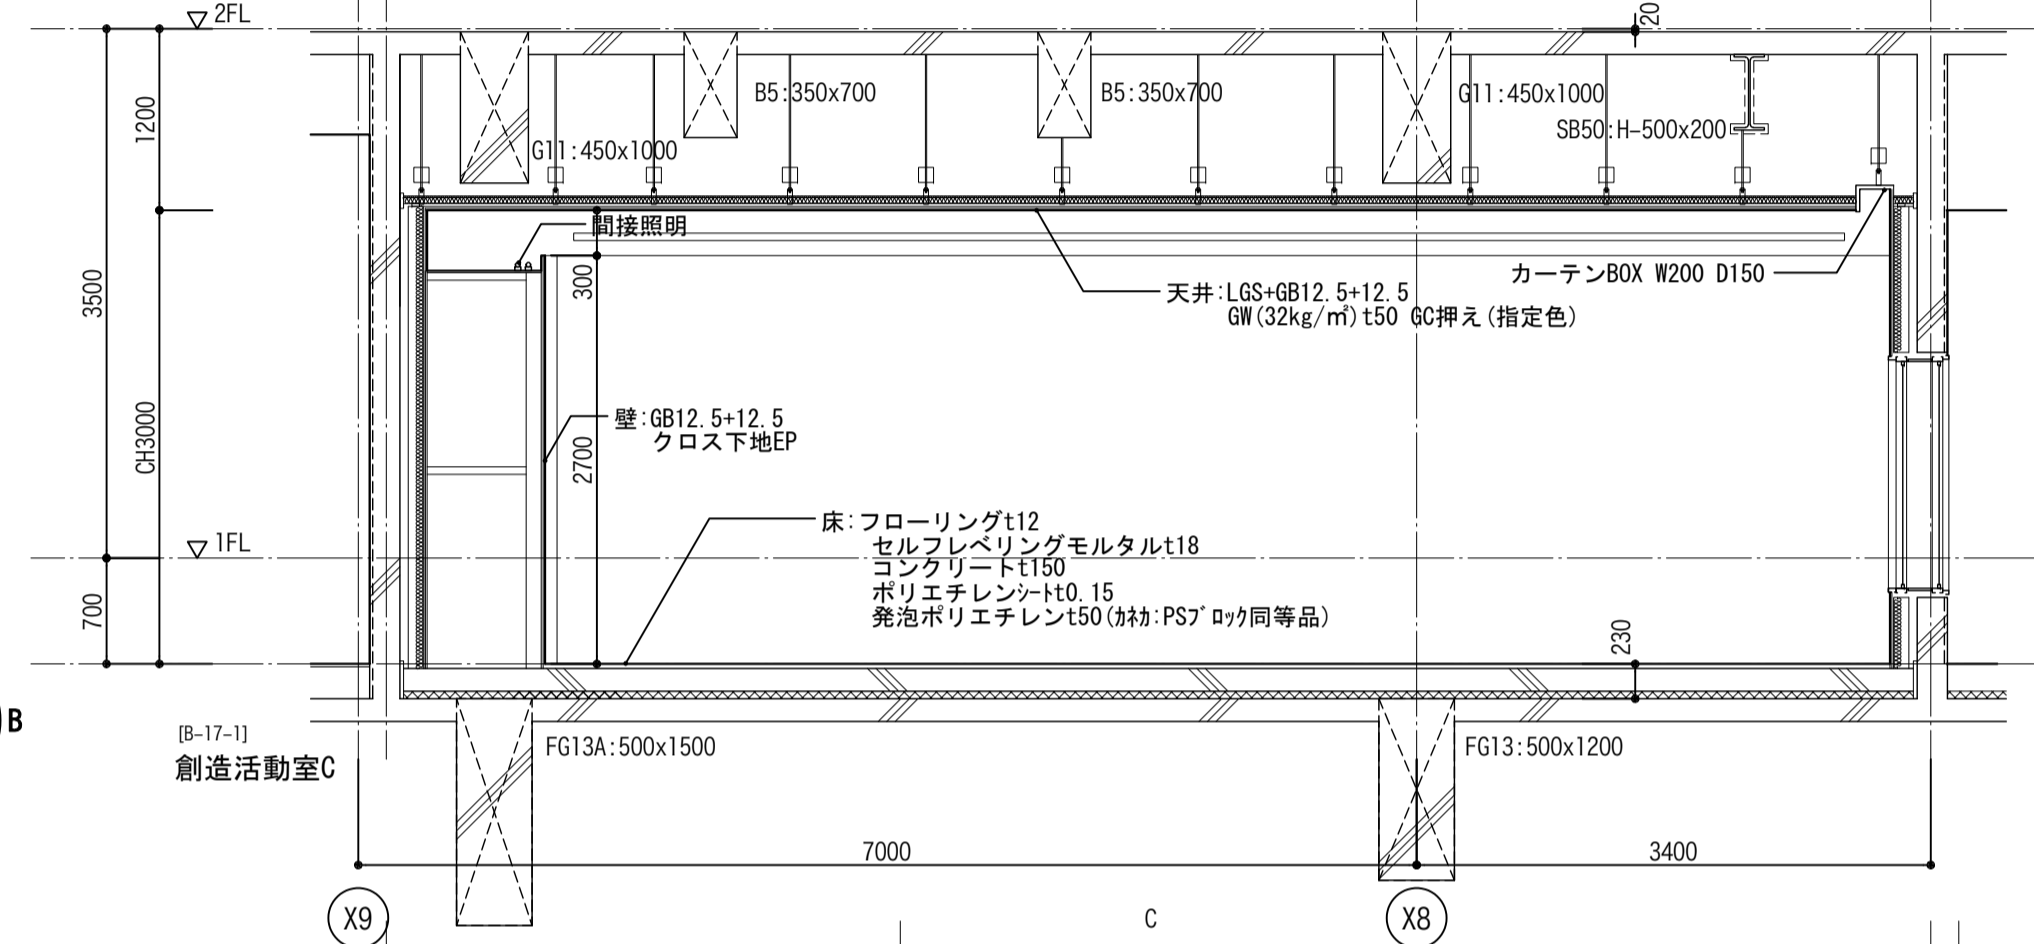 2FL
20
1200
B5:350x700
B5:350x700
G11:450x1000
SB50:H-500x200
G11:450x1000
間接照明
カーテンBOX W200 D150
300
3500
天井:LGS+GB12.5+12.5
GW(32kg/㎥)t50 GC押え(指定色)
CH3000
壁:GB12.5+12.5
クロス下地EP
2700
床:フローリングt12
セルフレベリングモルタルt18
コンクリートt150
ポリエチレンシートt0.15
発泡ポリエチレンt50(カネカ:PSブロック同等品)
1FL
700
230
B
[B-17-1]
創造活動室C
FG13A:500x1500
FG13:500x1200
7000
3400
X9
C
X8